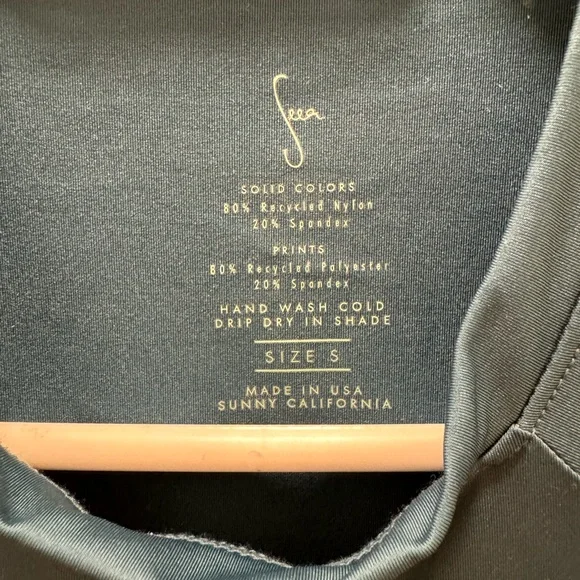 Seea
SOLID COLORS
80% Recycled Nylon
20% Spandex
PRINTS
80% Recycled Polyester
20% Spandex
HAND WASH COLD
DRIP DRY IN SHADE
SIZE S
MADE IN USA
SUNNY CALIFORNIA